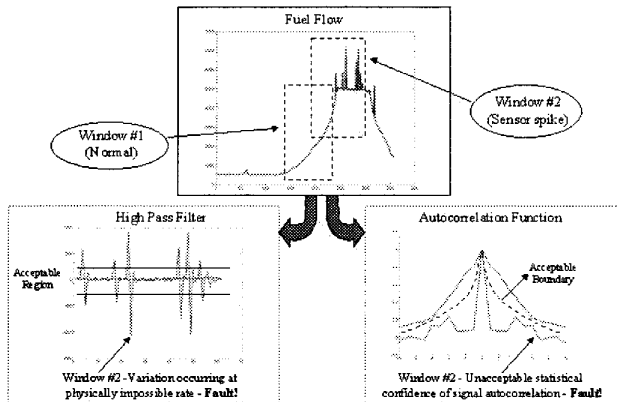 Fuel Flow
Window #1
(Normal)
Window #2
(Sensor spike)
High Pass Filter
Acceptable
Region
Window #2 - Variation occurring at
physically impossible rate - Fault!
Autocorrelation Function
Acceptable
Boundary
Window #2 - Unacceptable statistical
confidence of signal autocorrelation - Fault!